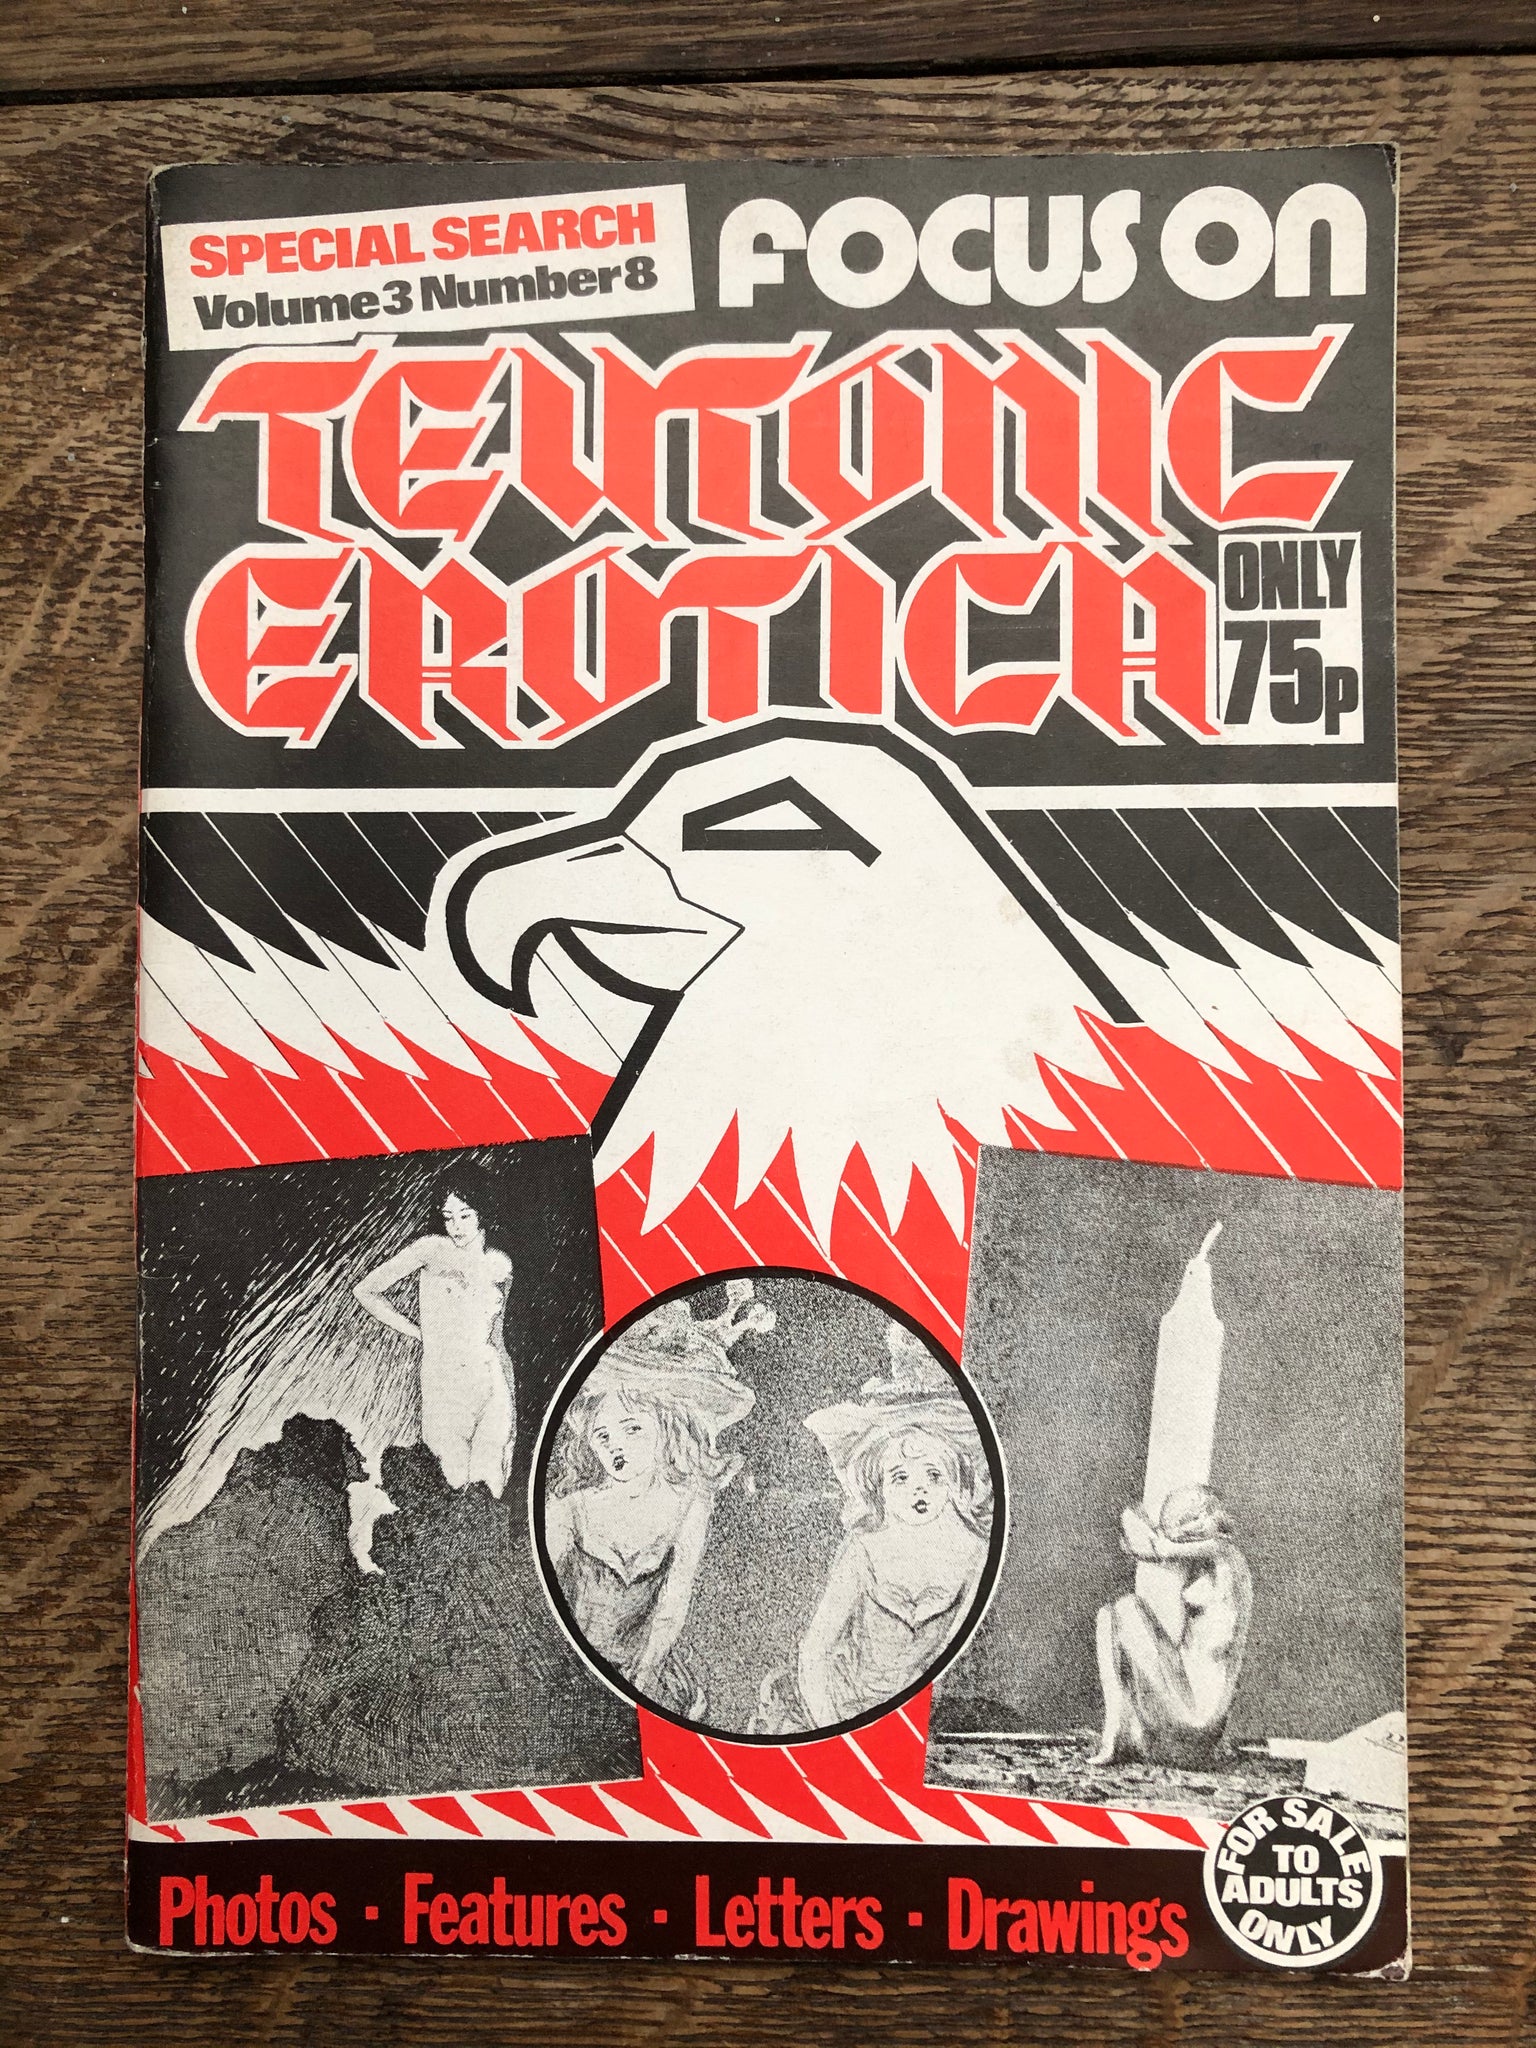 SPECIAL SEARCH
Volume 3 Number 8
FOCUS ON
TEUTONIC
EROTICA
ONLY
75p
Photos · Features · Letters · Drawings
FOR SALE
TO
ADULTS
ONLY